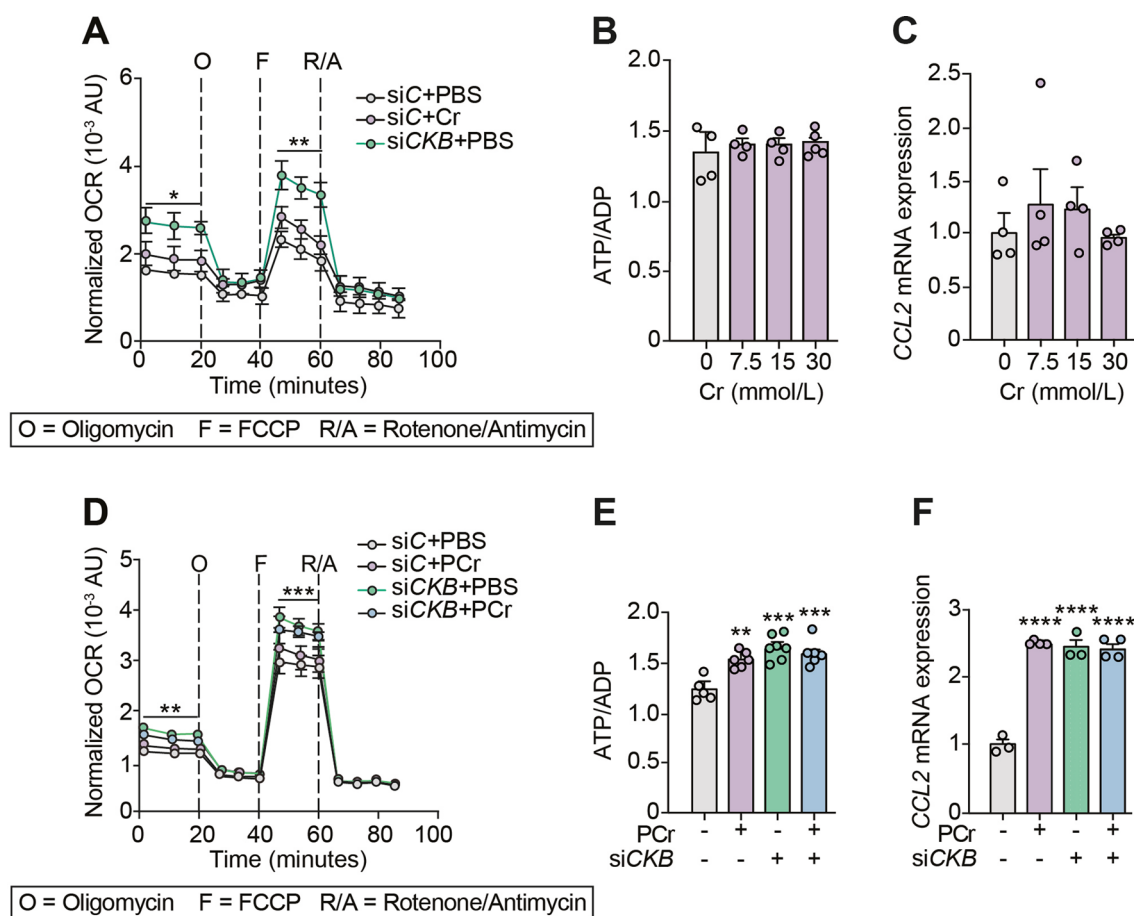 A
O F R/A
6
4
2
0
Normalized OCR (10⁻³ AU)
siC+PBS
siC+Cr
siCKB+PBS
*
**
0 20 40 60 80 100
Time (minutes)
O = Oligomycin F = FCCP R/A = Rotenone/Antimycin
B
2.0
1.5
1.0
0.5
0
ATP/ADP
0 7.5 15 30
Cr (mmol/L)
C
2.5
2.0
1.5
1.0
0.5
0
CCL2 mRNA expression
0 7.5 15 30
Cr (mmol/L)
D
O F R/A
5
4
3
2
1
0
Normalized OCR (10⁻³ AU)
siC+PBS
siC+PCr
siCKB+PBS
siCKB+PCr
**
***
0 20 40 60 80 100
Time (minutes)
O = Oligomycin F = FCCP R/A = Rotenone/Antimycin
E
2.0
1.5
1.0
0.5
0.0
ATP/ADP
** *** ***
PCr - + - +
siCKB - - + +
F
3
2
1
0
CCL2 mRNA expression
**** **** ****
PCr - + - +
siCKB - - + +